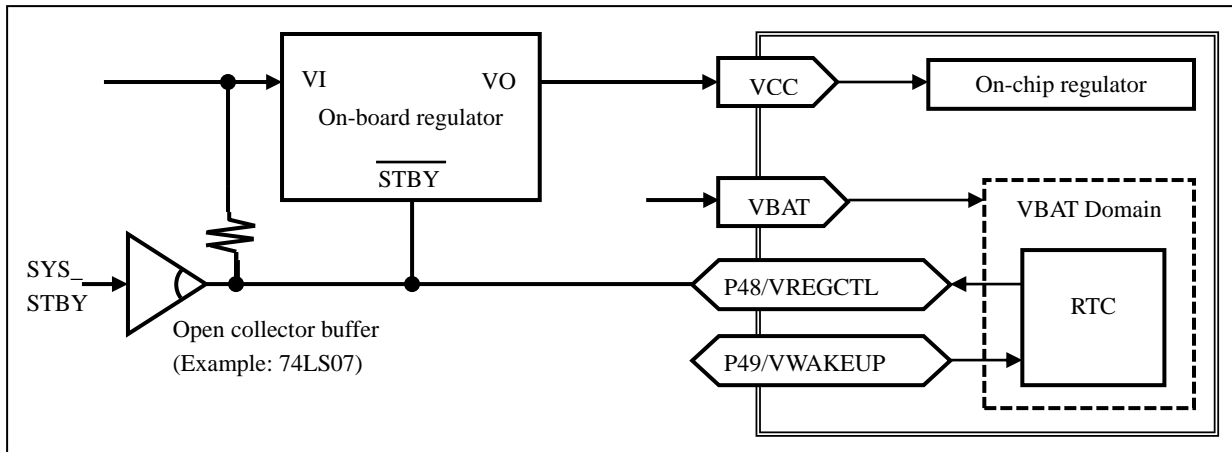 VI
VO
On-board regulator
STBY
VCC
On-chip regulator
VBAT
VBAT Domain
SYS_
STBY
Open collector buffer
(Example: 74LS07)
P48/VREGCTL
RTC
P49/VWAKEUP